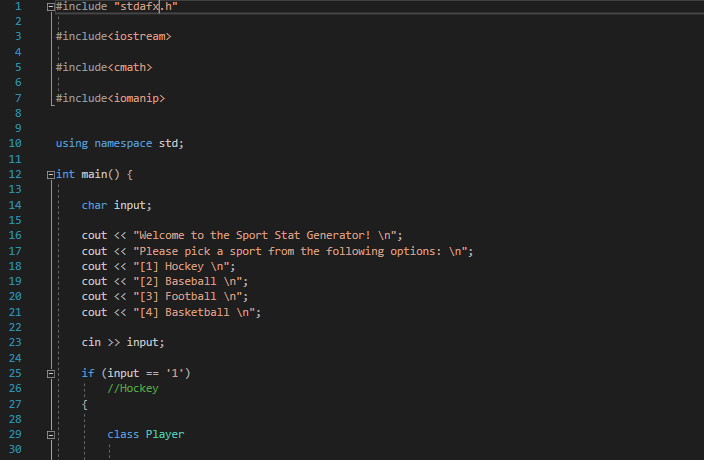 1 #include "stdafx.h"
2
3 #include<iostream>
4
5 #include<cmath>
6
7 #include<iomanip>
8
9
10 using namespace std;
11
12 int main() {
13
14 char input;
15
16 cout << "Welcome to the Sport Stat Generator! \n";
17 cout << "Please pick a sport from the following options: \n";
18 cout << "[1] Hockey \n";
19 cout << "[2] Baseball \n";
20 cout << "[3] Football \n";
21 cout << "[4] Basketball \n";
22
23 cin >> input;
24
25 if (input == '1')
26 //Hockey
27 {
28
29 class Player
30